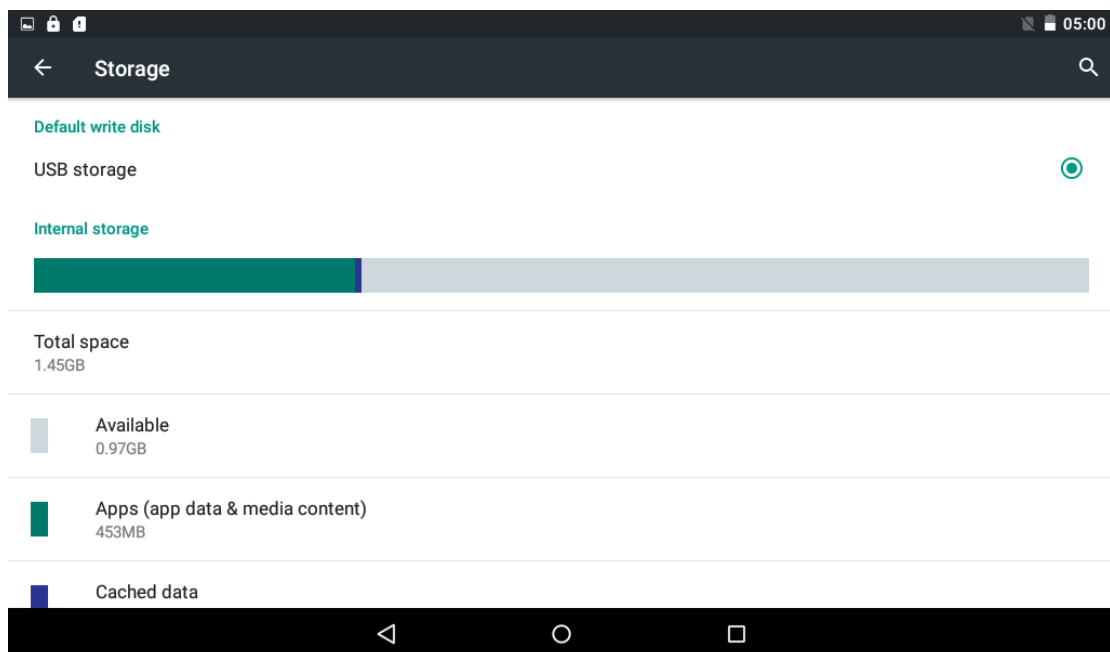 05:00
Storage
Default write disk
USB storage
Internal storage
Total space
1.45GB
Available
0.97GB
Apps (app data & media content)
453MB
Cached data